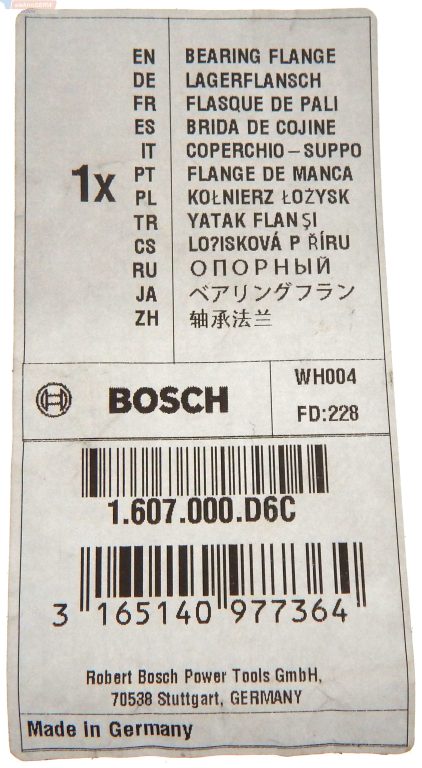 EN BEARING FLANGE
DE LAGERFLANSCH
FR FLASQUE DE PALI
ES BRIDA DE COJINE
IT COPERCHIO-SUPPO
1x PT FLANGE DE MANCA
PL KOŁNIERZ ŁOŻYSK
TR YATAK FLANŞI
CS LO?ISKOVÁ P ŘÍRU
RU ОПОРНЫЙ
JA ベアリングフラン
ZH 轴承法兰
BOSCH
WH004
FD:228
1.607.000.D6C
3 165140 977364
Robert Bosch Power Tools GmbH,
70538 Stuttgart, GERMANY
Made in Germany